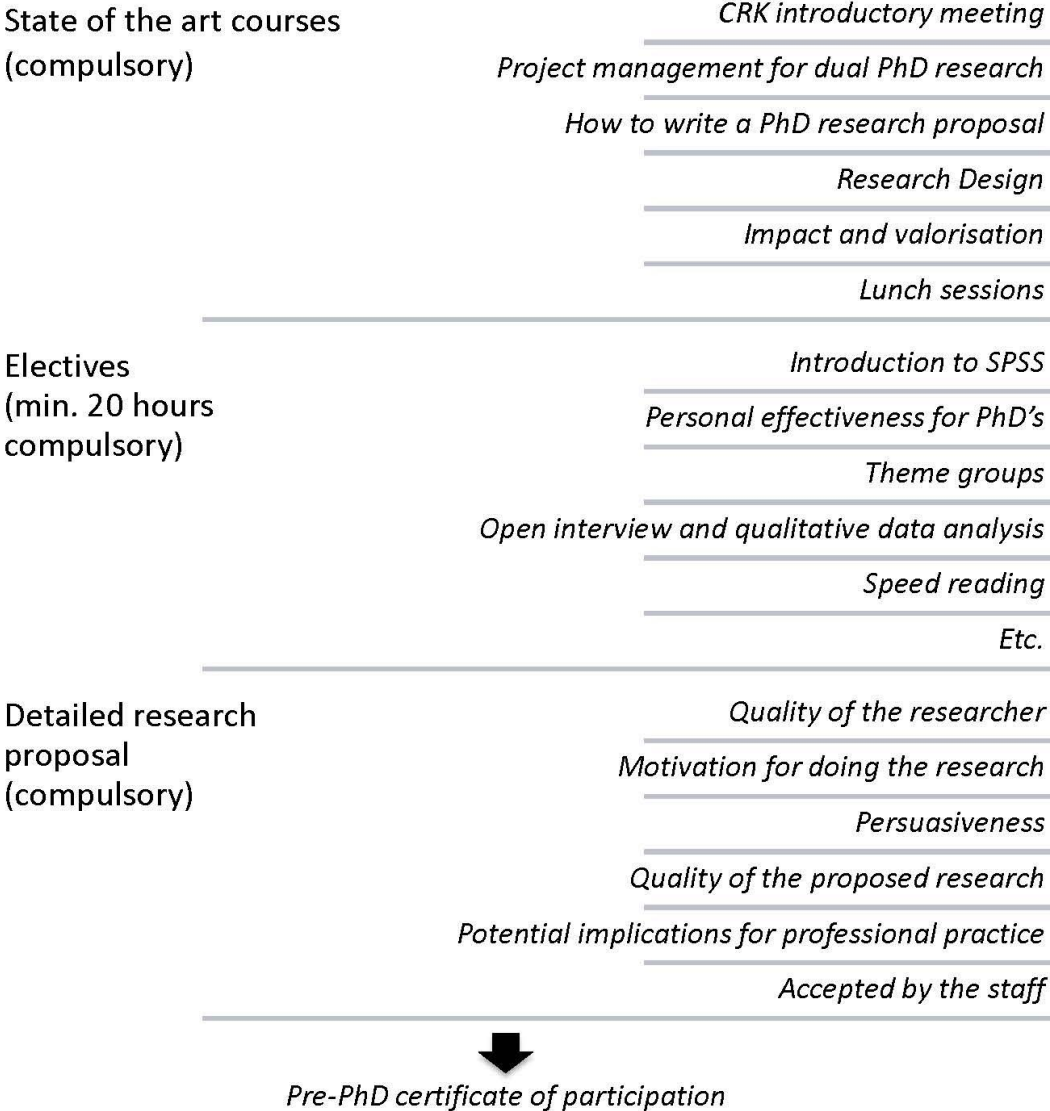 State of the art courses
(compulsory)
CRK introductory meeting
Project management for dual PhD research
How to write a PhD research proposal
Research Design
Impact and valorisation
Lunch sessions
Electives
(min. 20 hours
compulsory)
Introduction to SPSS
Personal effectiveness for PhD’s
Theme groups
Open interview and qualitative data analysis
Speed reading
Etc.
Detailed research
proposal
(compulsory)
Quality of the researcher
Motivation for doing the research
Persuasiveness
Quality of the proposed research
Potential implications for professional practice
Accepted by the staff
Pre-PhD certificate of participation